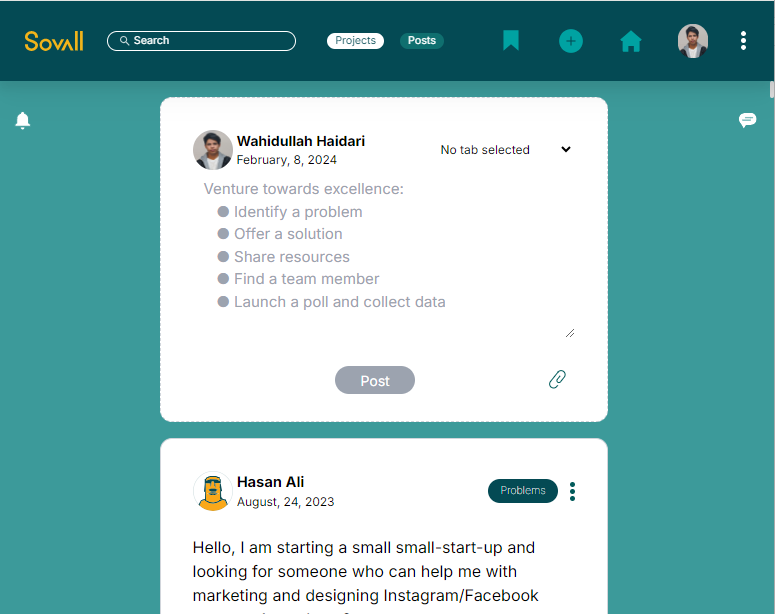 Sovall
Search
Projects
Posts
Wahidullah Haidari
February, 8, 2024
No tab selected
Venture towards excellence:
● Identify a problem
● Offer a solution
● Share resources
● Find a team member
● Launch a poll and collect data
Post
Hasan Ali
August, 24, 2023
Problems
Hello, I am starting a small small-start-up and
looking for someone who can help me with
marketing and designing Instagram/Facebook